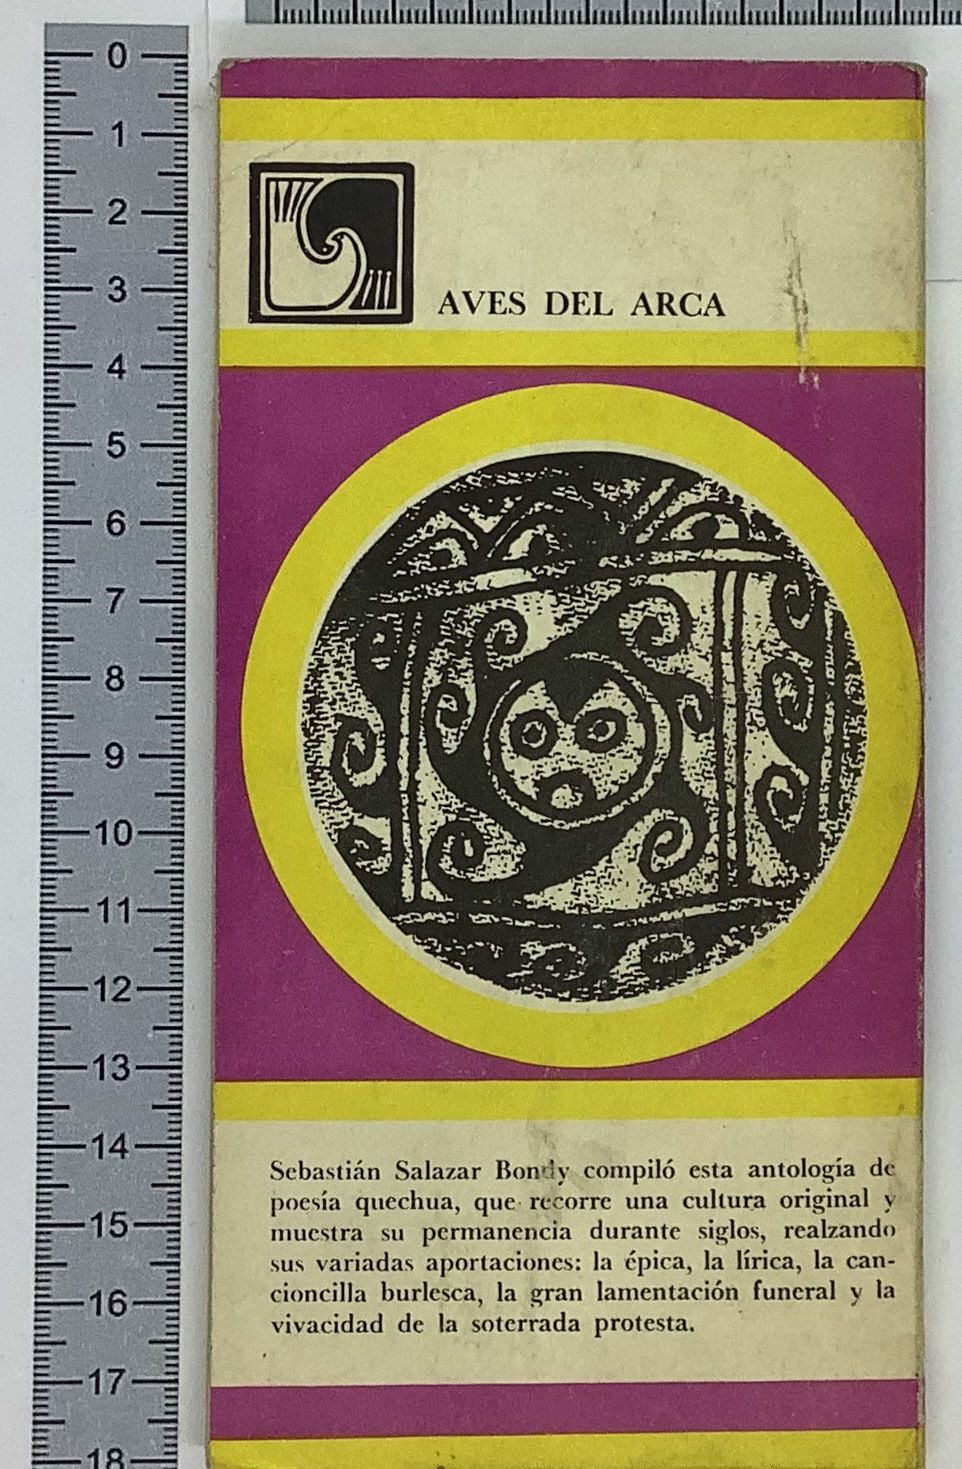 0
1
2
3
4
5
6
7
8
9
10
11
12
13
14
15
16
17
18
AVES DEL ARCA
Sebastián Salazar Bondy compiló esta antología de
poesía quechua, que recorre una cultura original y
muestra su permanencia durante siglos, realzando
sus variadas aportaciones: la épica, la lírica, la can-
cioncilla burlesca, la gran lamentación funeral y la
vivacidad de la soterrada protesta.